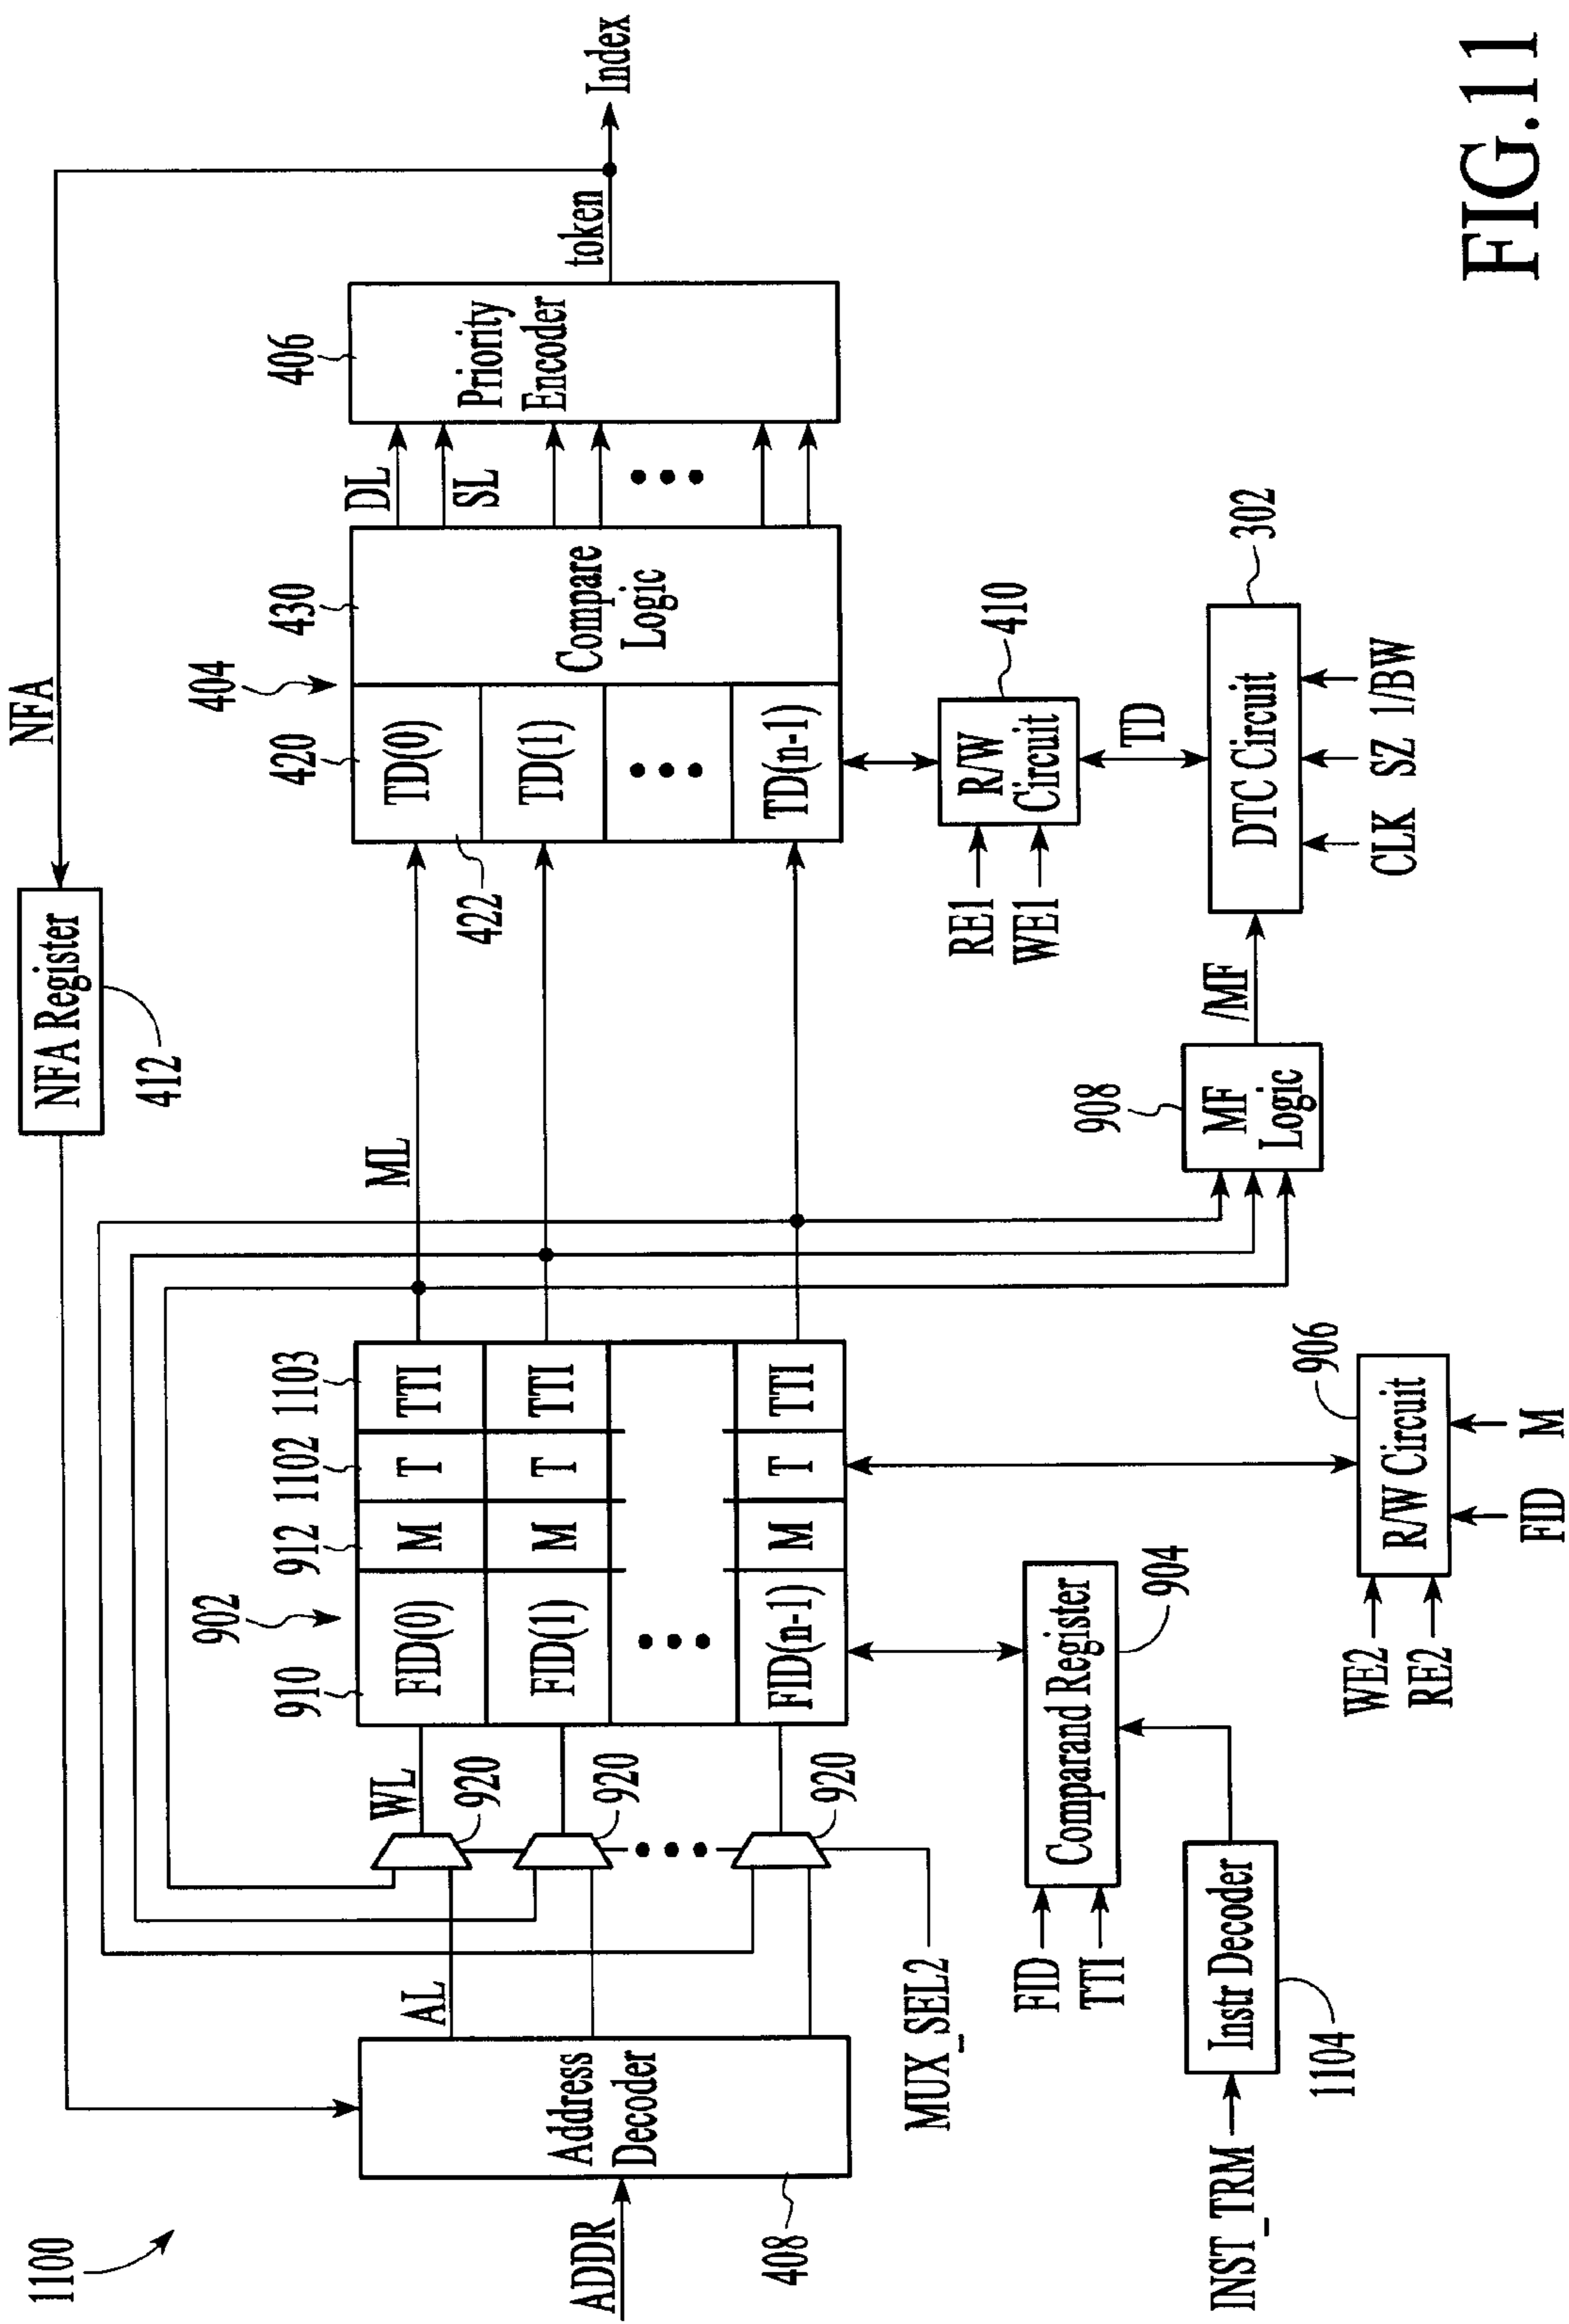 1100
NFA
NFA Register
412
ADDR
Address
Decoder
408
AL
WL
920
920
920
MUX_SEL2
902
910
912
1102
1103
FID(0)
M
T
TTI
FID(1)
M
T
TTI
FID(n-1)
M
T
TTI
ML
404
420
430
422
TD(0)
TD(1)
TD(n-1)
Compare
Logic
DL
SL
406
Priority
Encoder
token
Index
INST_TRM
Instr Decoder
1104
FID
TTI
Comparand Register
904
WE2
RE2
R/W Circuit
906
FID
M
908
MF
Logic
/MF
RE1
WE1
R/W
Circuit
410
TD
DTC Circuit
302
CLK
SZ
1/BW
FIG.11